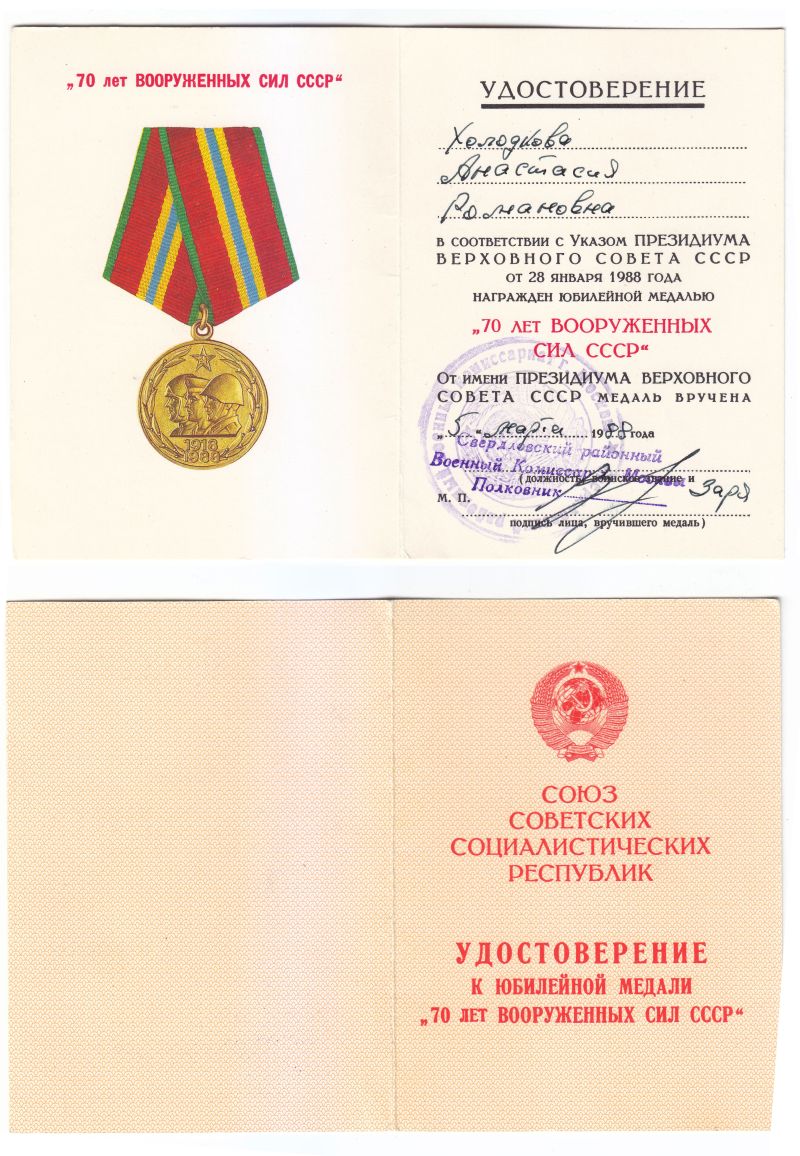 „70 лет ВООРУЖЕННЫХ СИЛ СССР“
1918
1988
УДОСТОВЕРЕНИЕ
Холодкова
Анастасия
Романовна
В СООТВЕТСТВИИ С УКАЗОМ ПРЕЗИДИУМА
ВЕРХОВНОГО СОВЕТА СССР
ОТ 28 ЯНВАРЯ 1988 ГОДА
НАГРАЖДЕН ЮБИЛЕЙНОЙ МЕДАЛЬЮ
„70 ЛЕТ ВООРУЖЕННЫХ
СИЛ СССР“
ОТ ИМЕНИ ПРЕЗИДИУМА ВЕРХОВНОГО
СОВЕТА СССР МЕДАЛЬ ВРУЧЕНА
„5“ марта 1988 года
Свердловский районный
Военный Комиссар г. Москвы
(должность, воинское звание и
Полковник
М. П.
подпись лица, вручившего медаль)
СОЮЗ
СОВЕТСКИХ
СОЦИАЛИСТИЧЕСКИХ
РЕСПУБЛИК
УДОСТОВЕРЕНИЕ
К ЮБИЛЕЙНОЙ МЕДАЛИ
„70 ЛЕТ ВООРУЖЕННЫХ СИЛ СССР“